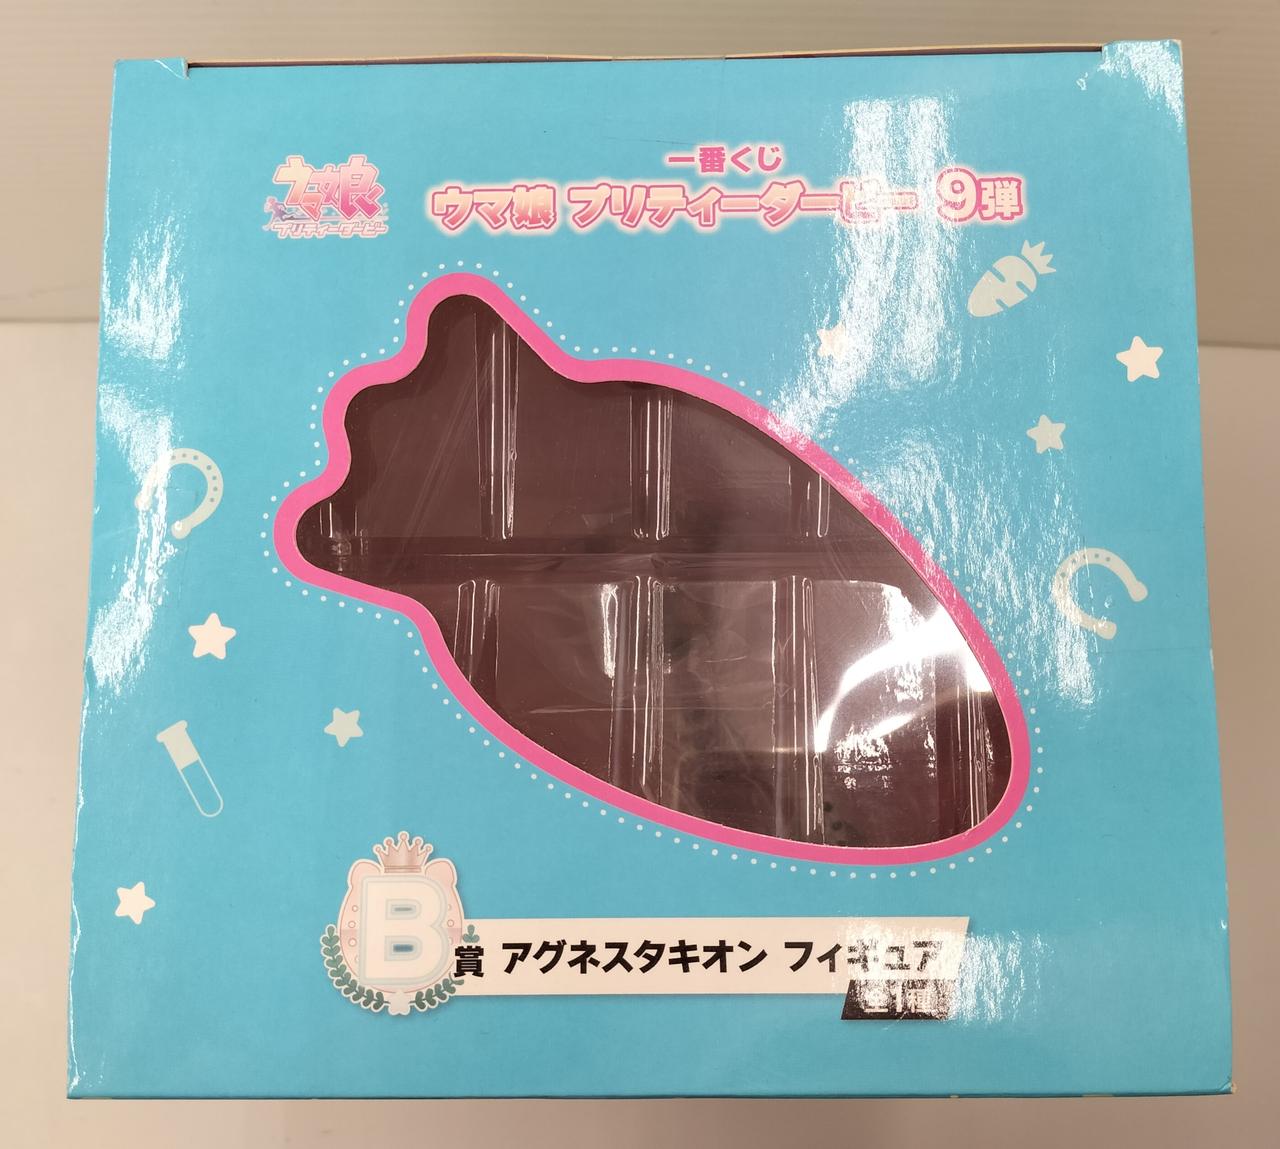 ウマ娘
プリティーダービー
一番くじ
ウマ娘 プリティーダービー 9弾
B賞 アグネスタキオン フィギュア
全1種